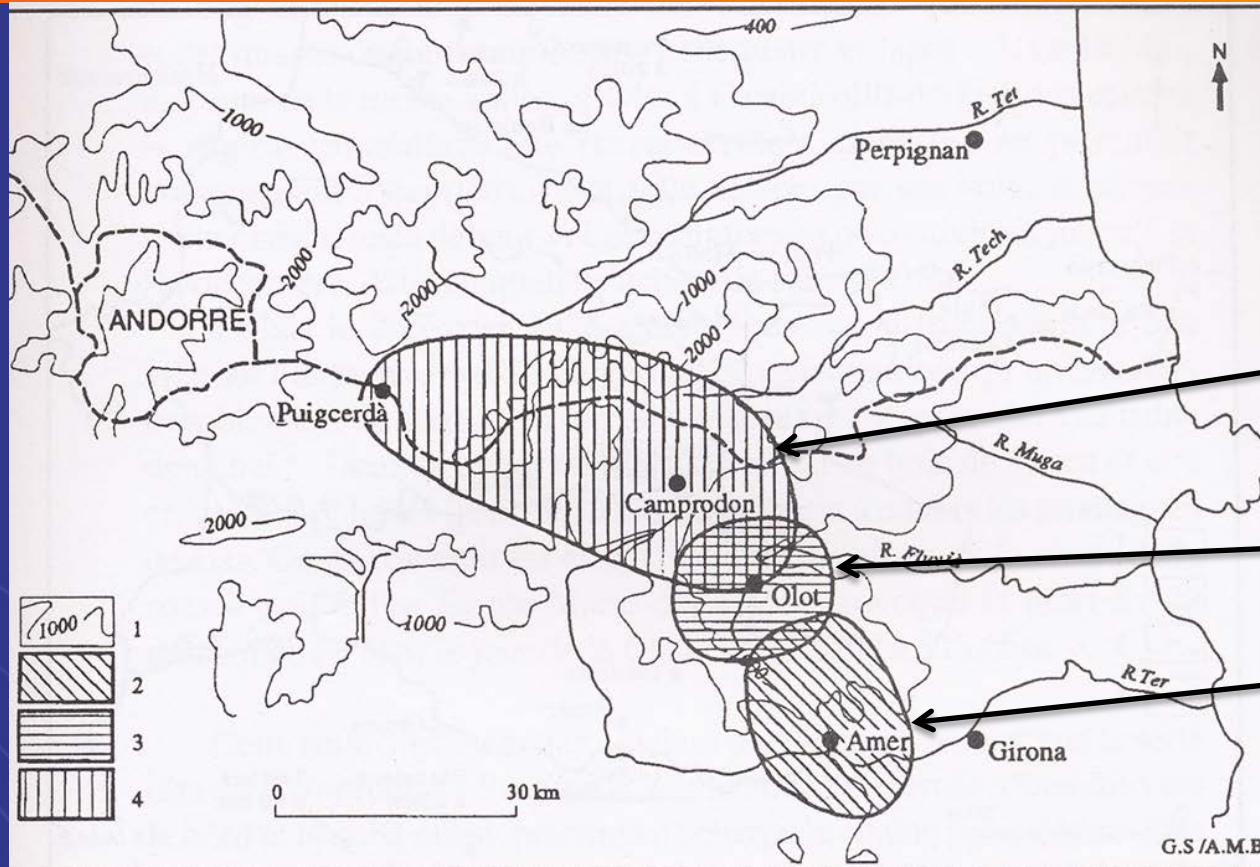 400
N
1000
R. Tet
Perpignan
2000
2000
1000
R. Tech
ANDORRE
2000
Puigcerdà
R. Muga
Camprodon
2000
R. Fluvià
Olot
1000
1000
1
2
R. Ter
3
Amer
Girona
4
0
30 km
G.S /A.M.B